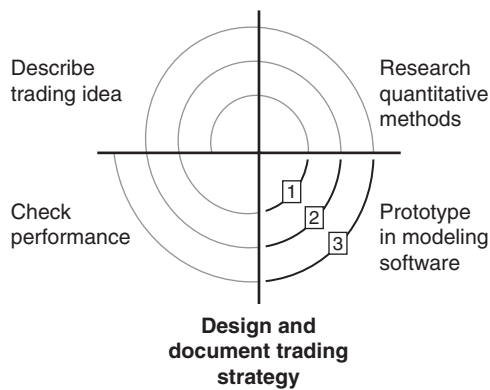 Describe
trading idea
Research
quantitative
methods
1
2
3
Check
performance
Prototype
in modeling
software
Design and
document trading
strategy